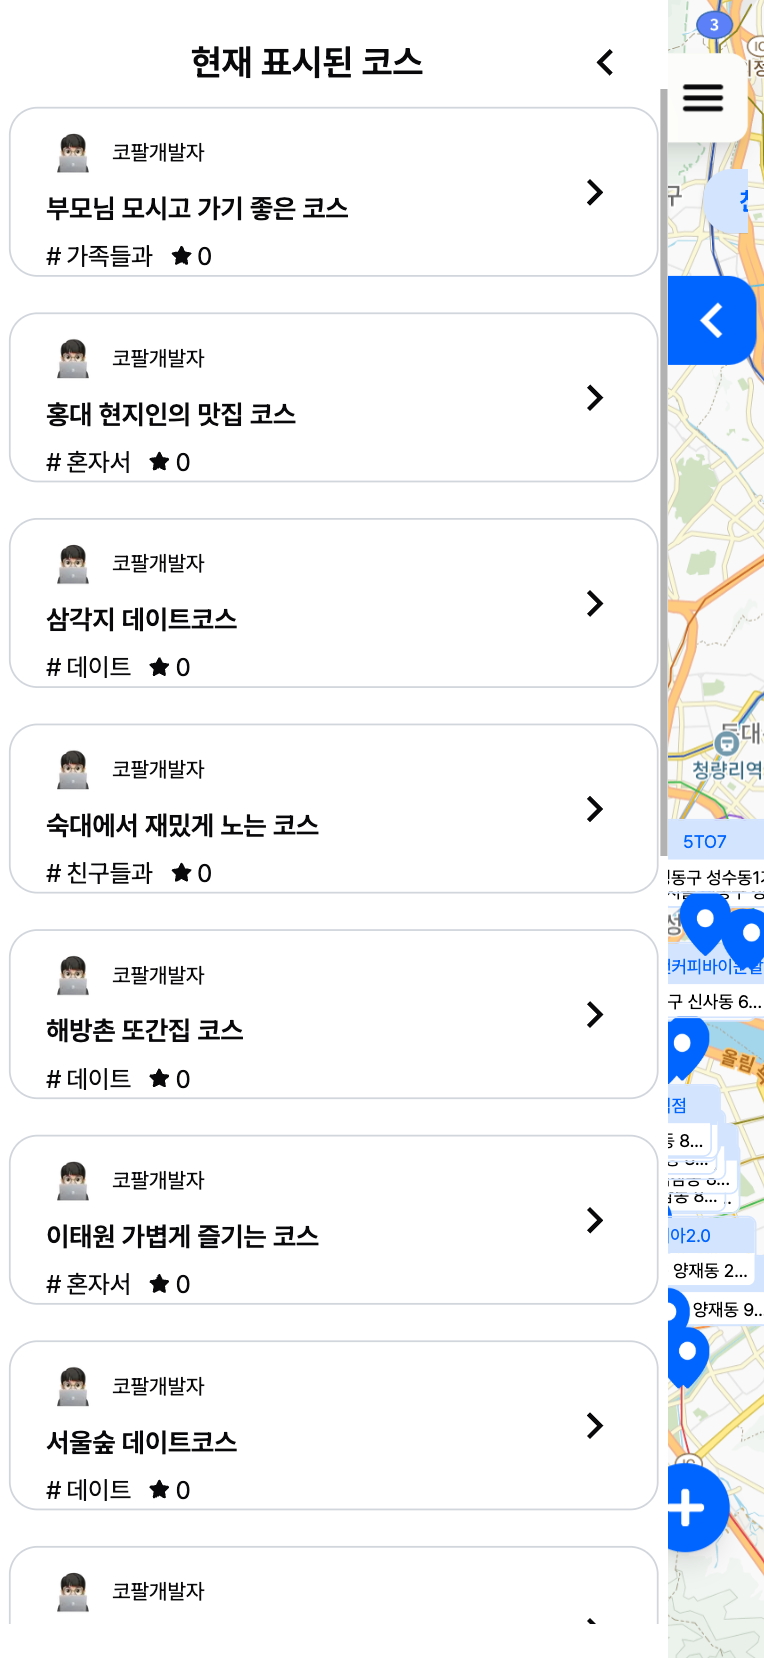 현재 표시된 코스
코팔개발자
부모님 모시고 가기 좋은 코스
# 가족들과 ★ 0
코팔개발자
홍대 현지인의 맛집 코스
# 혼자서 ★ 0
코팔개발자
삼각지 데이트코스
# 데이트 ★ 0
코팔개발자
숙대에서 재밌게 노는 코스
# 친구들과 ★ 0
코팔개발자
해방촌 또간집 코스
# 데이트 ★ 0
코팔개발자
이태원 가볍게 즐기는 코스
# 혼자서 ★ 0
코팔개발자
서울숲 데이트코스
# 데이트 ★ 0
코팔개발자
3
구
청량리역
5TO7
동구 성수동1
커피바이
구 신사동 6...
올림
점
동 8...
아2.0
양재동 2...
양재동 9..